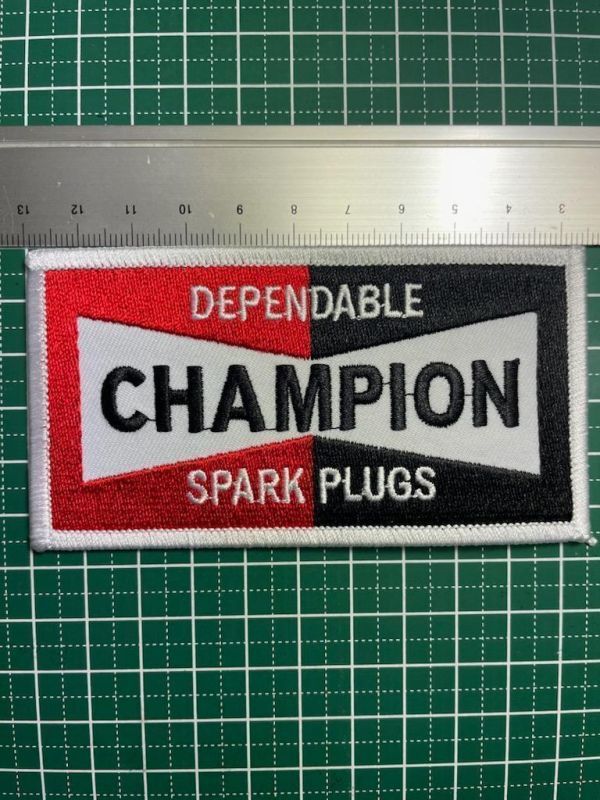 13 12 11 10 9 8 7 6 5 4 3
DEPENDABLE
CHAMPION
SPARK PLUGS